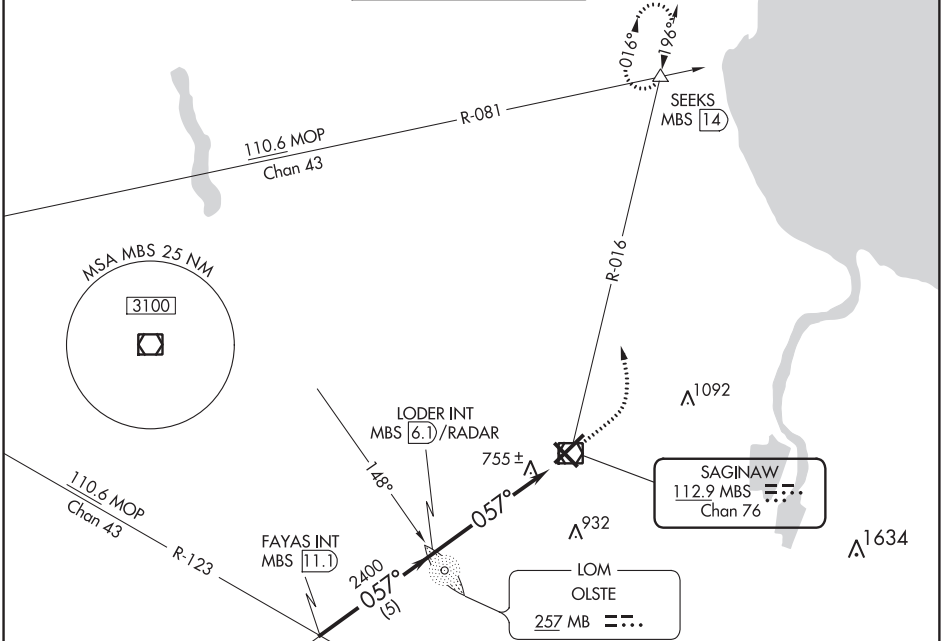 016°
196°
SEEKS
MBS 14
R-081
110.6 MOP
Chan 43
MSA MBS 25 NM
3100
R-016
1092
LODER INT
MBS 6.1/RADAR
755 ±
148°
057°
SAGINAW
112.9 MBS
Chan 76
110.6 MOP
Chan 43
R-123
FAYAS INT
MBS 11.1
932
1634
2400
057°
(5)
LOM
OLSTE
257 MB